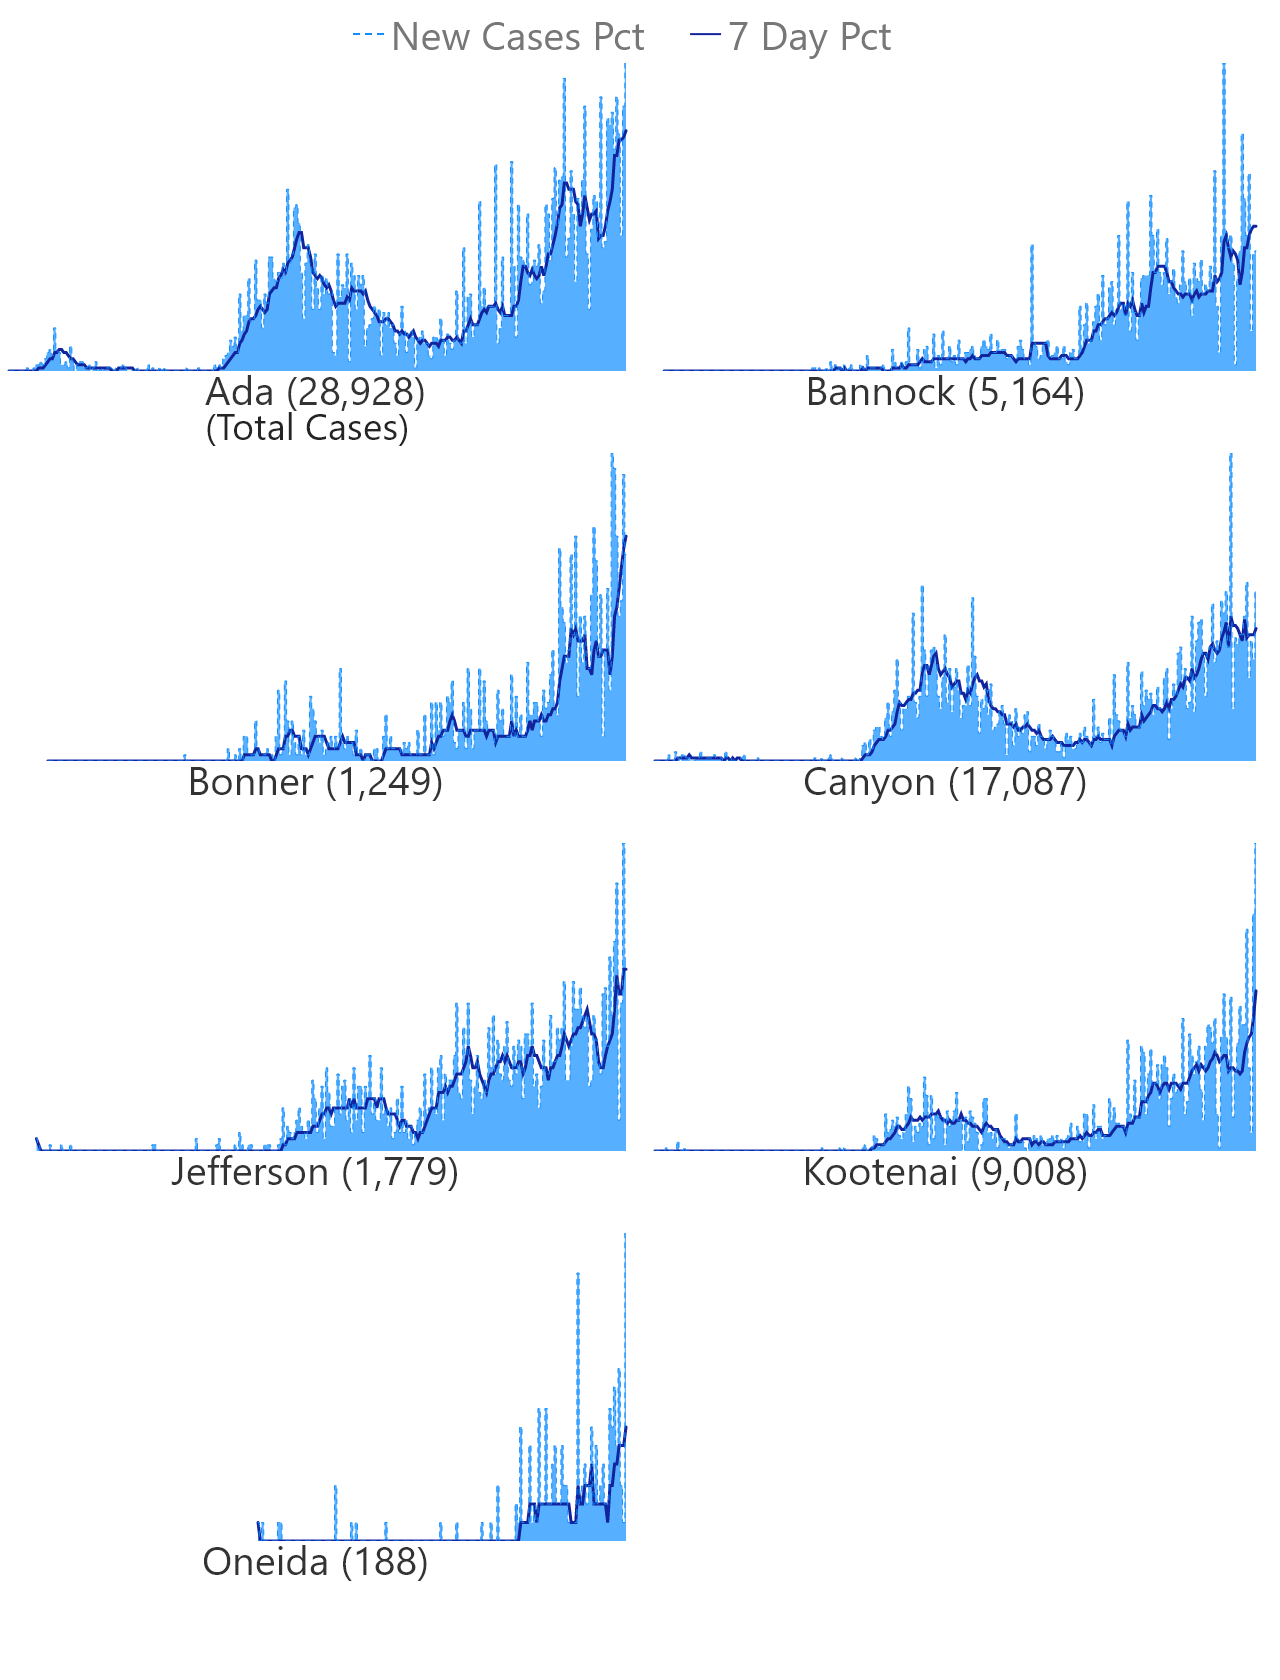 New Cases Pct 7 Day Pct
Ada (28,928) Bannock (5,164)
(Total Cases)
Bonner (1,249) Canyon (17,087)
Jefferson (1,779) Kootenai (9,008)
Oneida (188)